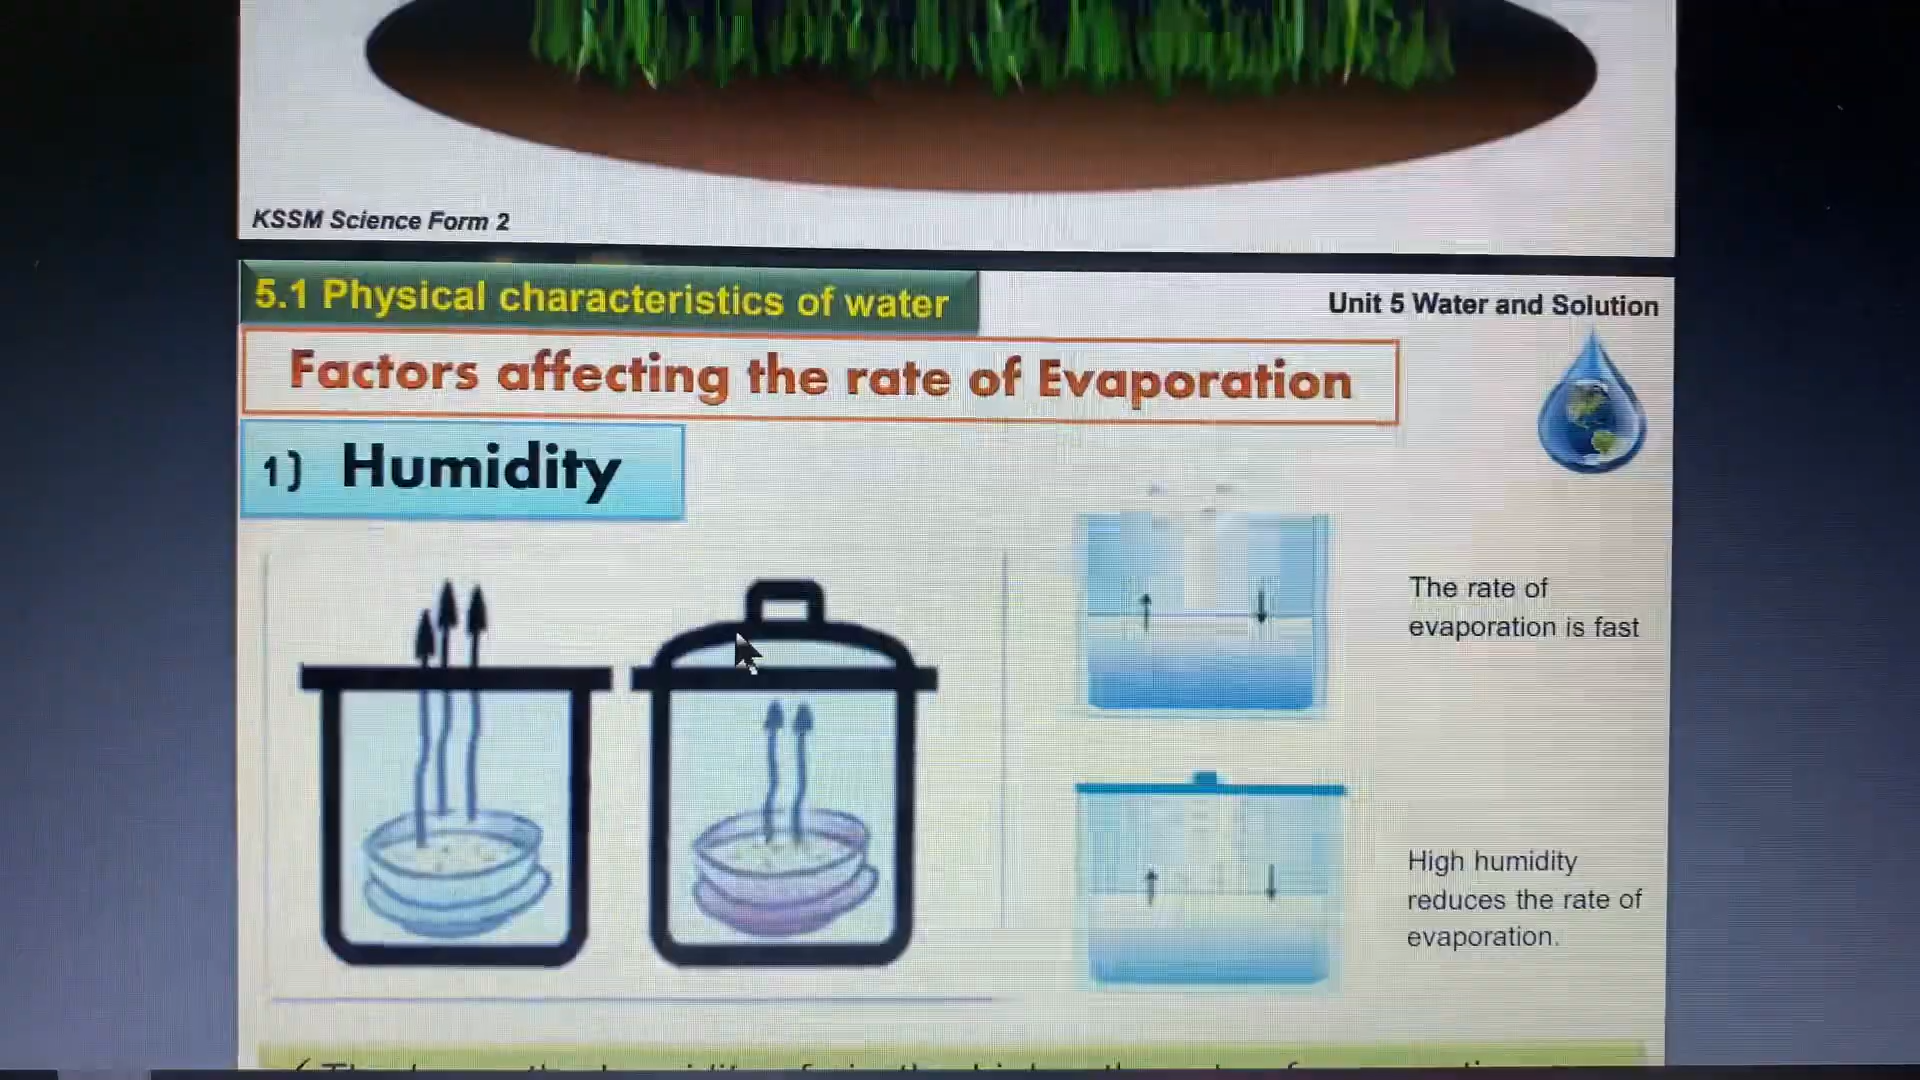 KSSM Science Form 2
5.1 Physical characteristics of water
Unit 5 Water and Solution
Factors affecting the rate of Evaporation
1) Humidity
The rate of
evaporation is fast
High humidity
reduces the rate of
evaporation.